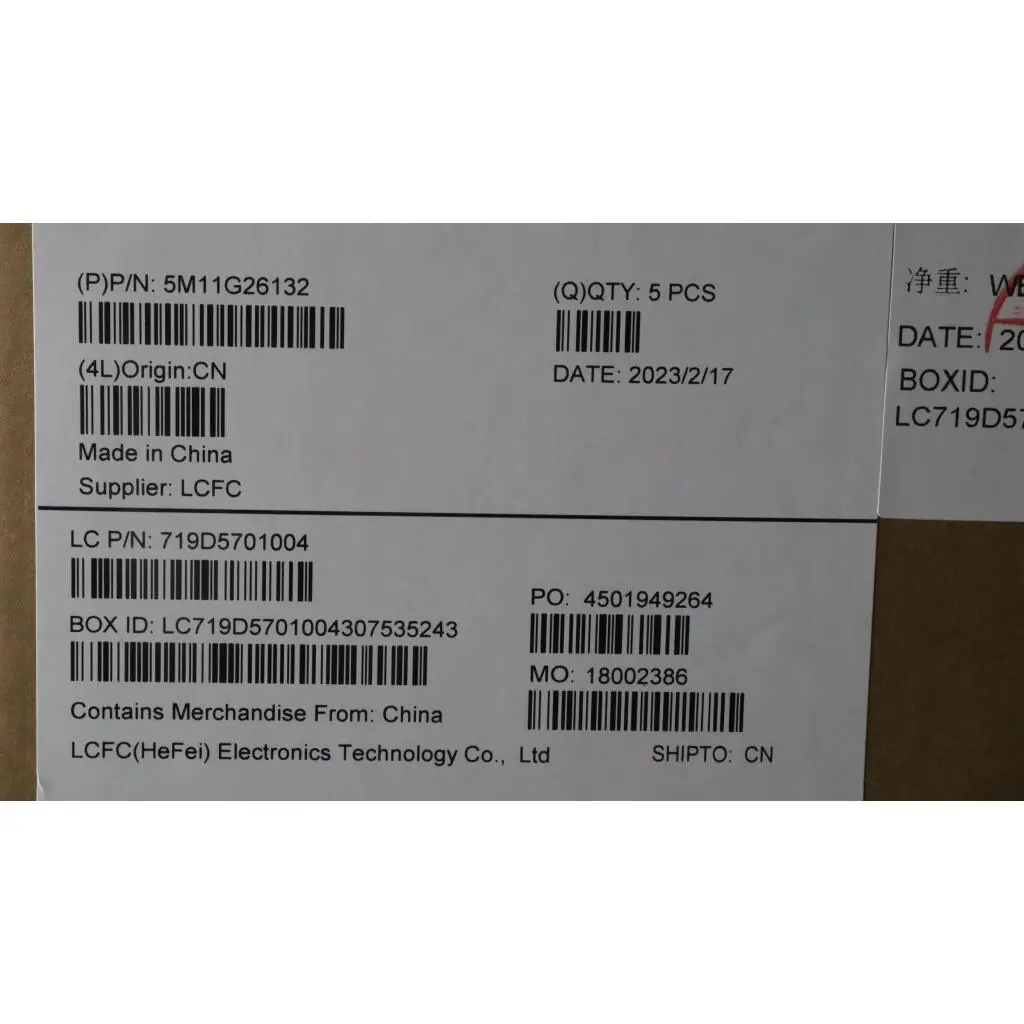 (P)P/N: 5M11G26132
(Q)QTY: 5 PCS
(4L)Origin:CN
DATE: 2023/2/17
Made in China
Supplier: LCFC
LC P/N: 719D5701004
PO: 4501949264
BOX ID: LC719D5701004307535243
MO: 18002386
Contains Merchandise From: China
LCFC(HeFei) Electronics Technology Co., Ltd
SHIPTO: CN
净重:
DATE: 20
BOXID:
LC719D57